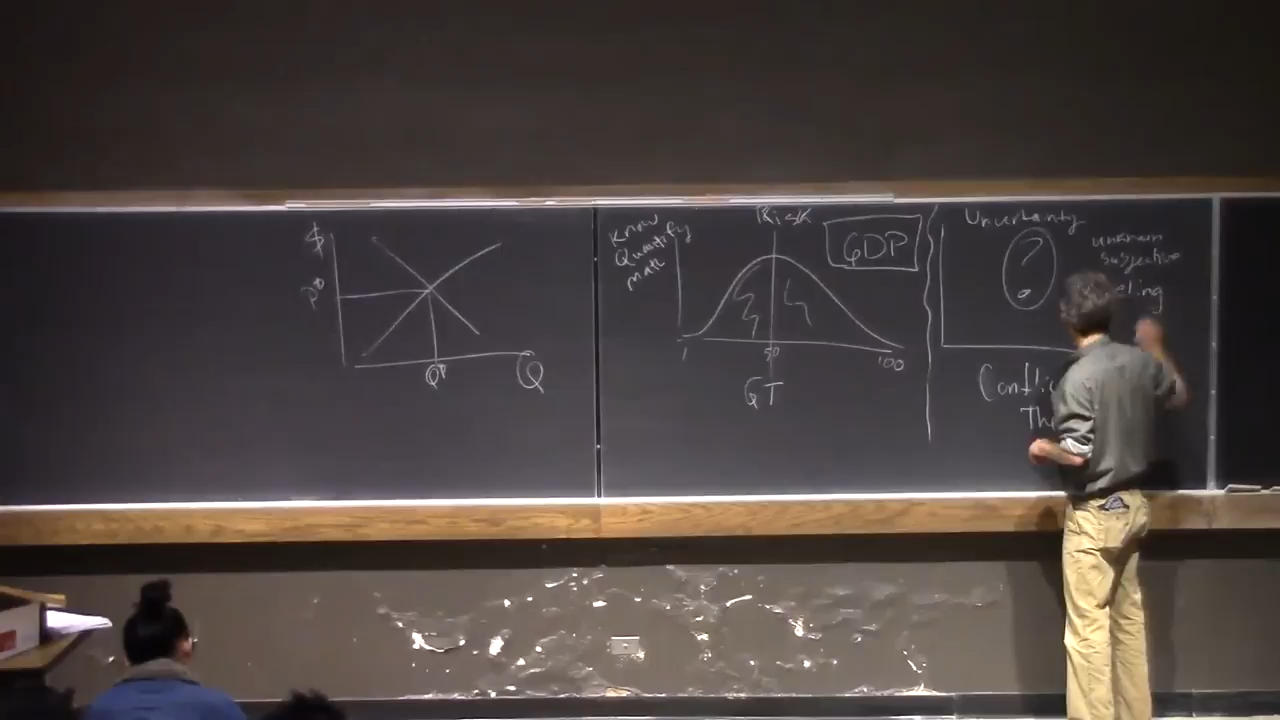 $
P*
Q*
Q
Know
Quantify
Math
Risk
GDP
1
50
100
GT
Uncertainty
?
unknown
subjective
Confli
Th